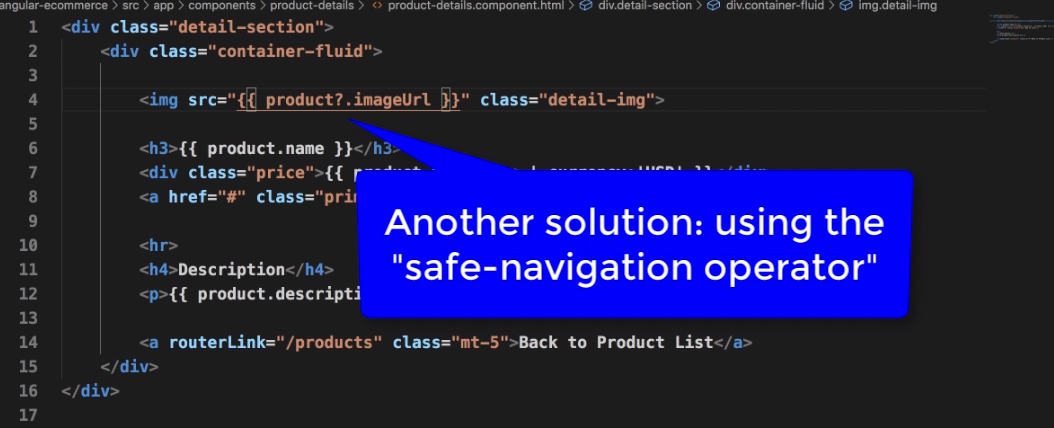 angular-ecommerce > src > app > components > product-details > <> product-details.component.html > div.detail-section > div.container-fluid > img.detail-img
1 <div class="detail-section">
2 <div class="container-fluid">
3
4 <img src="{{ product?.imageUrl }}" class="detail-img">
5
6 <h3>{{ product.name }}</h3>
7 <div class="price">{{
8 <a href="#" class="prim
9
10 <hr>
11 <h4>Description</h4>
12 <p>{{ product.descripti
13
14 <a routerLink="/products" class="mt-5">Back to Product List</a>
15 </div>
16 </div>
17
Another solution: using the
"safe-navigation operator"